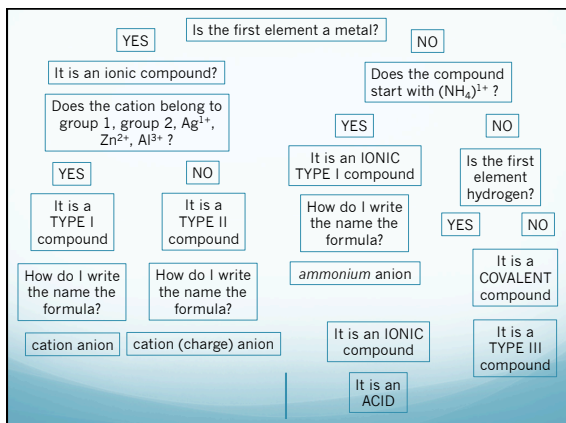 Is the first element a metal?
YES
NO
It is an ionic compound?
Does the compound
start with (NH₄)¹⁺ ?
Does the cation belong to
group 1, group 2, Ag¹⁺,
Zn²⁺, Al³⁺ ?
YES
NO
YES
NO
It is an IONIC
TYPE I compound
Is the first
element
hydrogen?
It is a
TYPE I
compound
It is a
TYPE II
compound
How do I write
the name the
formula?
YES
NO
How do I write
the name the
formula?
How do I write
the name the
formula?
ammonium anion
It is a
COVALENT
compound
cation anion
cation (charge) anion
It is an IONIC
compound
It is a
TYPE III
compound
It is an
ACID